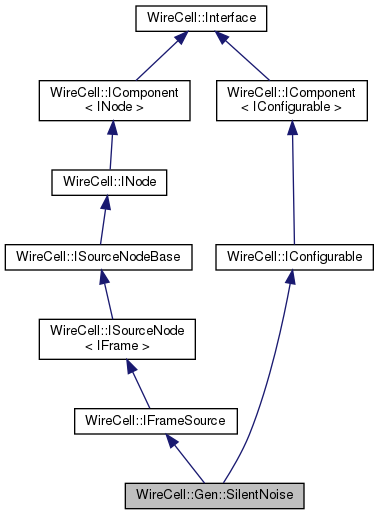 WireCell::Interface
WireCell::IComponent
< INode >
WireCell::IComponent
< IConfigurable >
WireCell::INode
WireCell::ISourceNodeBase
WireCell::IConfigurable
WireCell::ISourceNode
< IFrame >
WireCell::IFrameSource
WireCell::Gen::SilentNoise